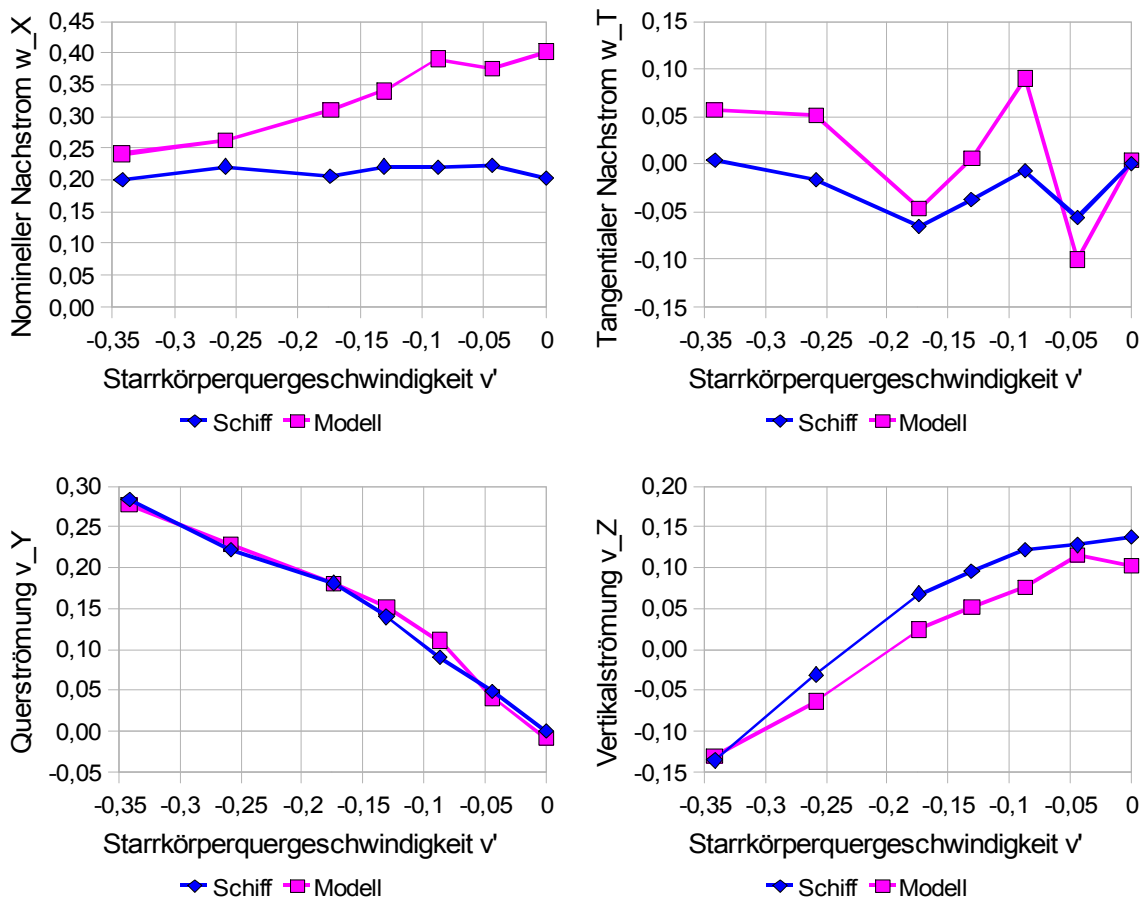 Nomineller Nachstrom w_X
0,45
0,40
0,35
0,30
0,25
0,20
0,15
0,10
0,05
0,00
-0,35 -0,3 -0,25 -0,2 -0,15 -0,1 -0,05 0
Starrkörperquergeschwindigkeit v'
Schiff Modell
Tangentialer Nachstrom w_T
0,15
0,10
0,05
0,00
-0,05
-0,10
-0,15
-0,35 -0,3 -0,25 -0,2 -0,15 -0,1 -0,05 0
Starrkörperquergeschwindigkeit v'
Schiff Modell
Querströmung v_Y
0,30
0,25
0,20
0,15
0,10
0,05
0,00
-0,05
-0,35 -0,3 -0,25 -0,2 -0,15 -0,1 -0,05 0
Starrkörperquergeschwindigkeit v'
Schiff Modell
Vertikalströmung v_Z
0,20
0,15
0,10
0,05
0,00
-0,05
-0,10
-0,15
-0,35 -0,3 -0,25 -0,2 -0,15 -0,1 -0,05 0
Starrkörperquergeschwindigkeit v'
Schiff Modell